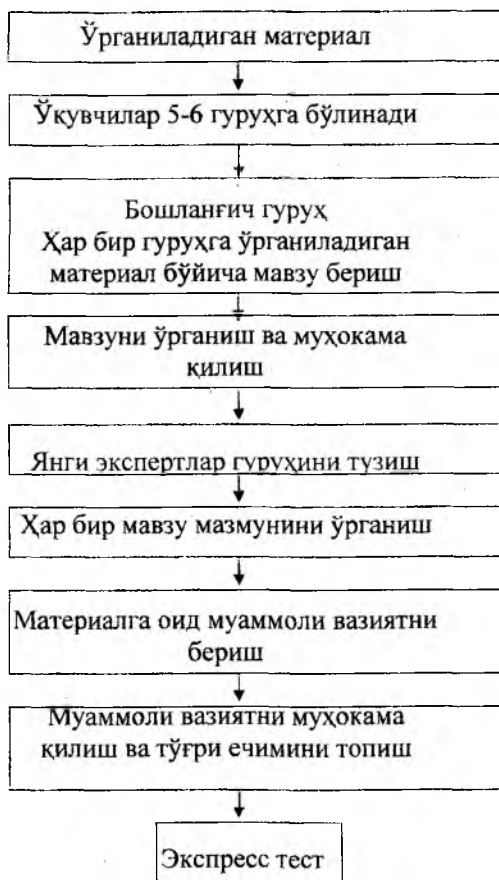 Ўрганиладиган материал
Ўқувчилар 5-6 гуруҳга бўлинади
Бошланғич гуруҳ
Ҳар бир гуруҳга ўрганиладиган
материал бўйича мавзу бериш
Мавзуни ўрганиш ва муҳокама
қилиш
Янги экспертлар гуруҳини тузиш
Ҳар бир мавзу мазмунини ўрганиш
Материалга оид муаммоли вазиятни
бериш
Муаммоли вазиятни муҳокама
қилиш ва тўғри ечимини топиш
Экспресс тест